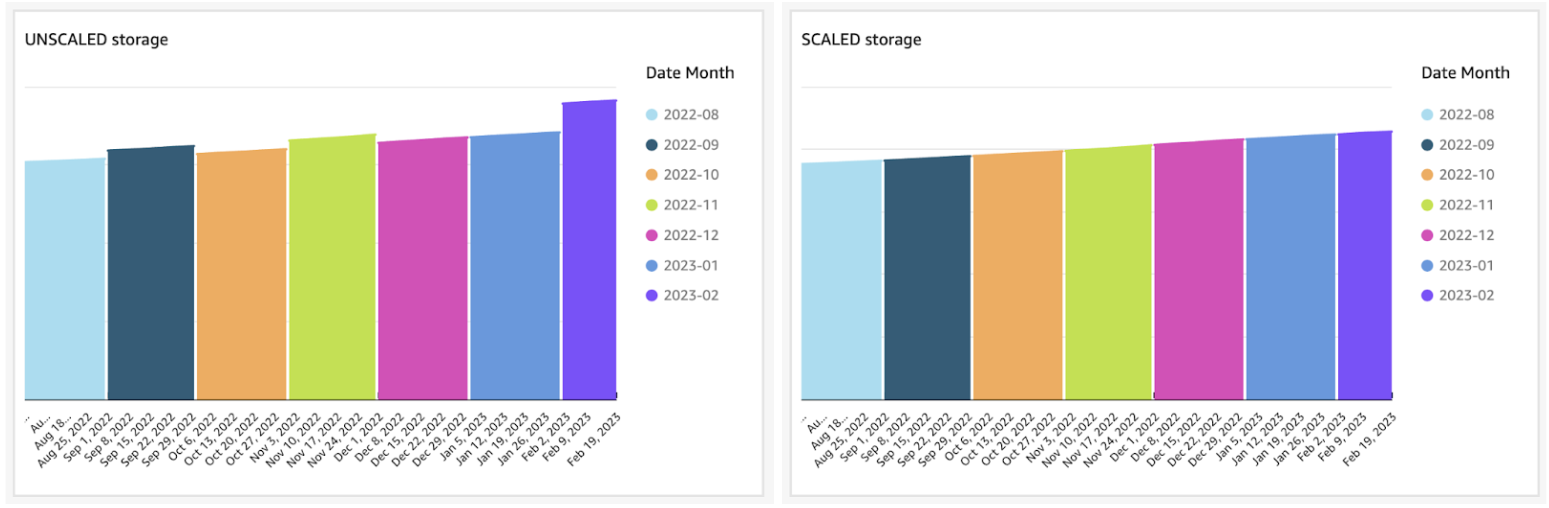 UNSCALED storage
Date Month
2022-08
2022-09
2022-10
2022-11
2022-12
2023-01
2023-02
..
Au...
Aug 18...
Aug 25, 2022
Sep 1, 2022
Sep 8, 2022
Sep 15, 2022
Sep 22, 2022
Sep 29, 2022
Oct 6, 2022
Oct 13, 2022
Oct 20, 2022
Oct 27, 2022
Nov 3, 2022
Nov 10, 2022
Nov 17, 2022
Nov 24, 2022
Dec 1, 2022
Dec 8, 2022
Dec 15, 2022
Dec 22, 2022
Dec 29, 2022
Jan 5, 2023
Jan 12, 2023
Jan 19, 2023
Jan 26, 2023
Feb 2, 2023
Feb 9, 2023
Feb 19, 2023
SCALED storage
Date Month
2022-08
2022-09
2022-10
2022-11
2022-12
2023-01
2023-02
..
Au...
Aug 18...
Aug 25, 2022
Sep 1, 2022
Sep 8, 2022
Sep 15, 2022
Sep 22, 2022
Sep 29, 2022
Oct 6, 2022
Oct 13, 2022
Oct 20, 2022
Oct 27, 2022
Nov 3, 2022
Nov 10, 2022
Nov 17, 2022
Nov 24, 2022
Dec 1, 2022
Dec 8, 2022
Dec 15, 2022
Dec 22, 2022
Dec 29, 2022
Jan 5, 2023
Jan 12, 2023
Jan 19, 2023
Jan 26, 2023
Feb 2, 2023
Feb 9, 2023
Feb 19, 2023